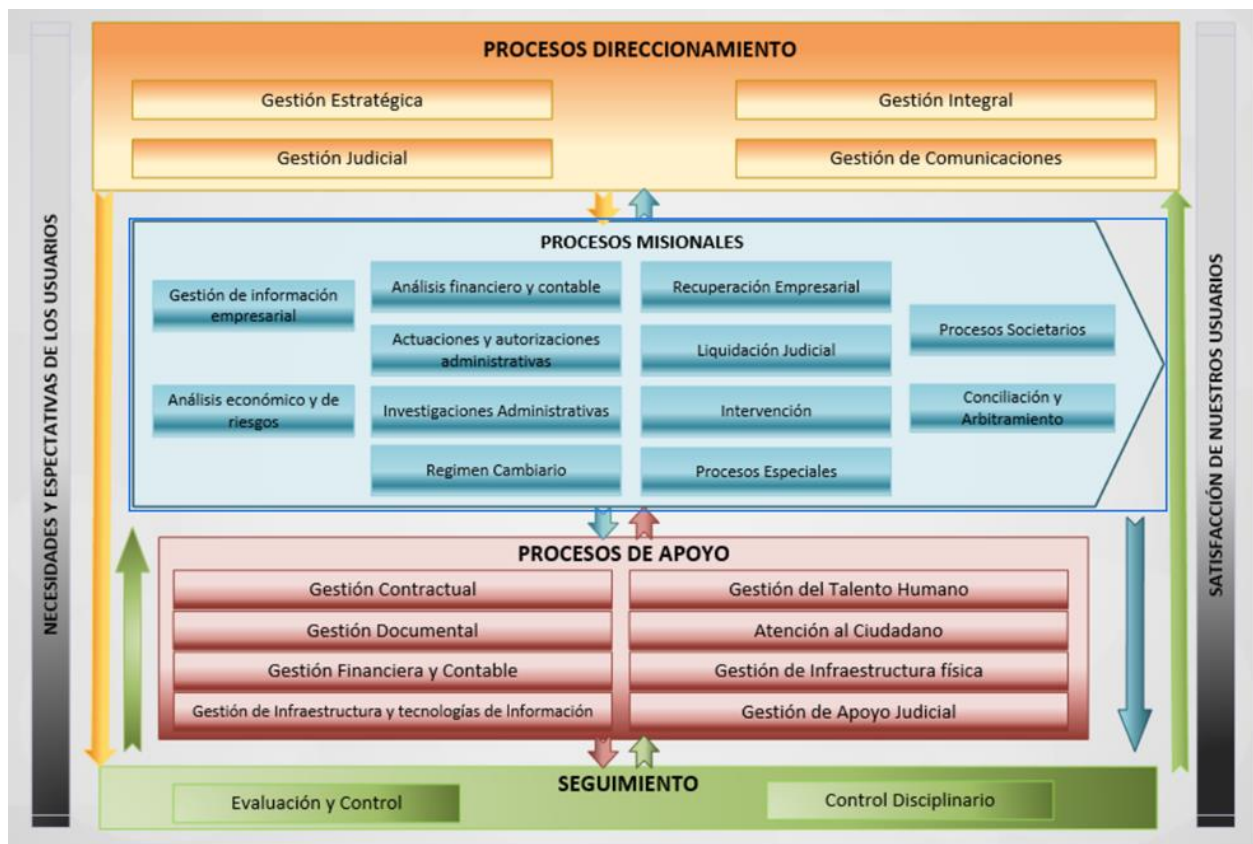 NECESIDADES Y ESPECTATIVAS DE LOS USUARIOS
PROCESOS DIRECCIONAMIENTO
Gestión Estratégica
Gestión Integral
Gestión Judicial
Gestión de Comunicaciones
PROCESOS MISIONALES
Gestión de información
empresarial
Análisis económico y de
riesgos
Análisis financiero y contable
Actuaciones y autorizaciones
administrativas
Investigaciones Administrativas
Regimen Cambiario
Recuperación Empresarial
Liquidación Judicial
Intervención
Procesos Especiales
Procesos Societarios
Conciliación y
Arbitramiento
PROCESOS DE APOYO
Gestión Contractual
Gestión del Talento Humano
Gestión Documental
Atención al Ciudadano
Gestión Financiera y Contable
Gestión de Infraestructura física
Gestión de Infraestructura y tecnologías de Información
Gestión de Apoyo Judicial
SEGUIMIENTO
Evaluación y Control
Control Disciplinario
SATISFACCIÓN DE NUESTROS USUARIOS